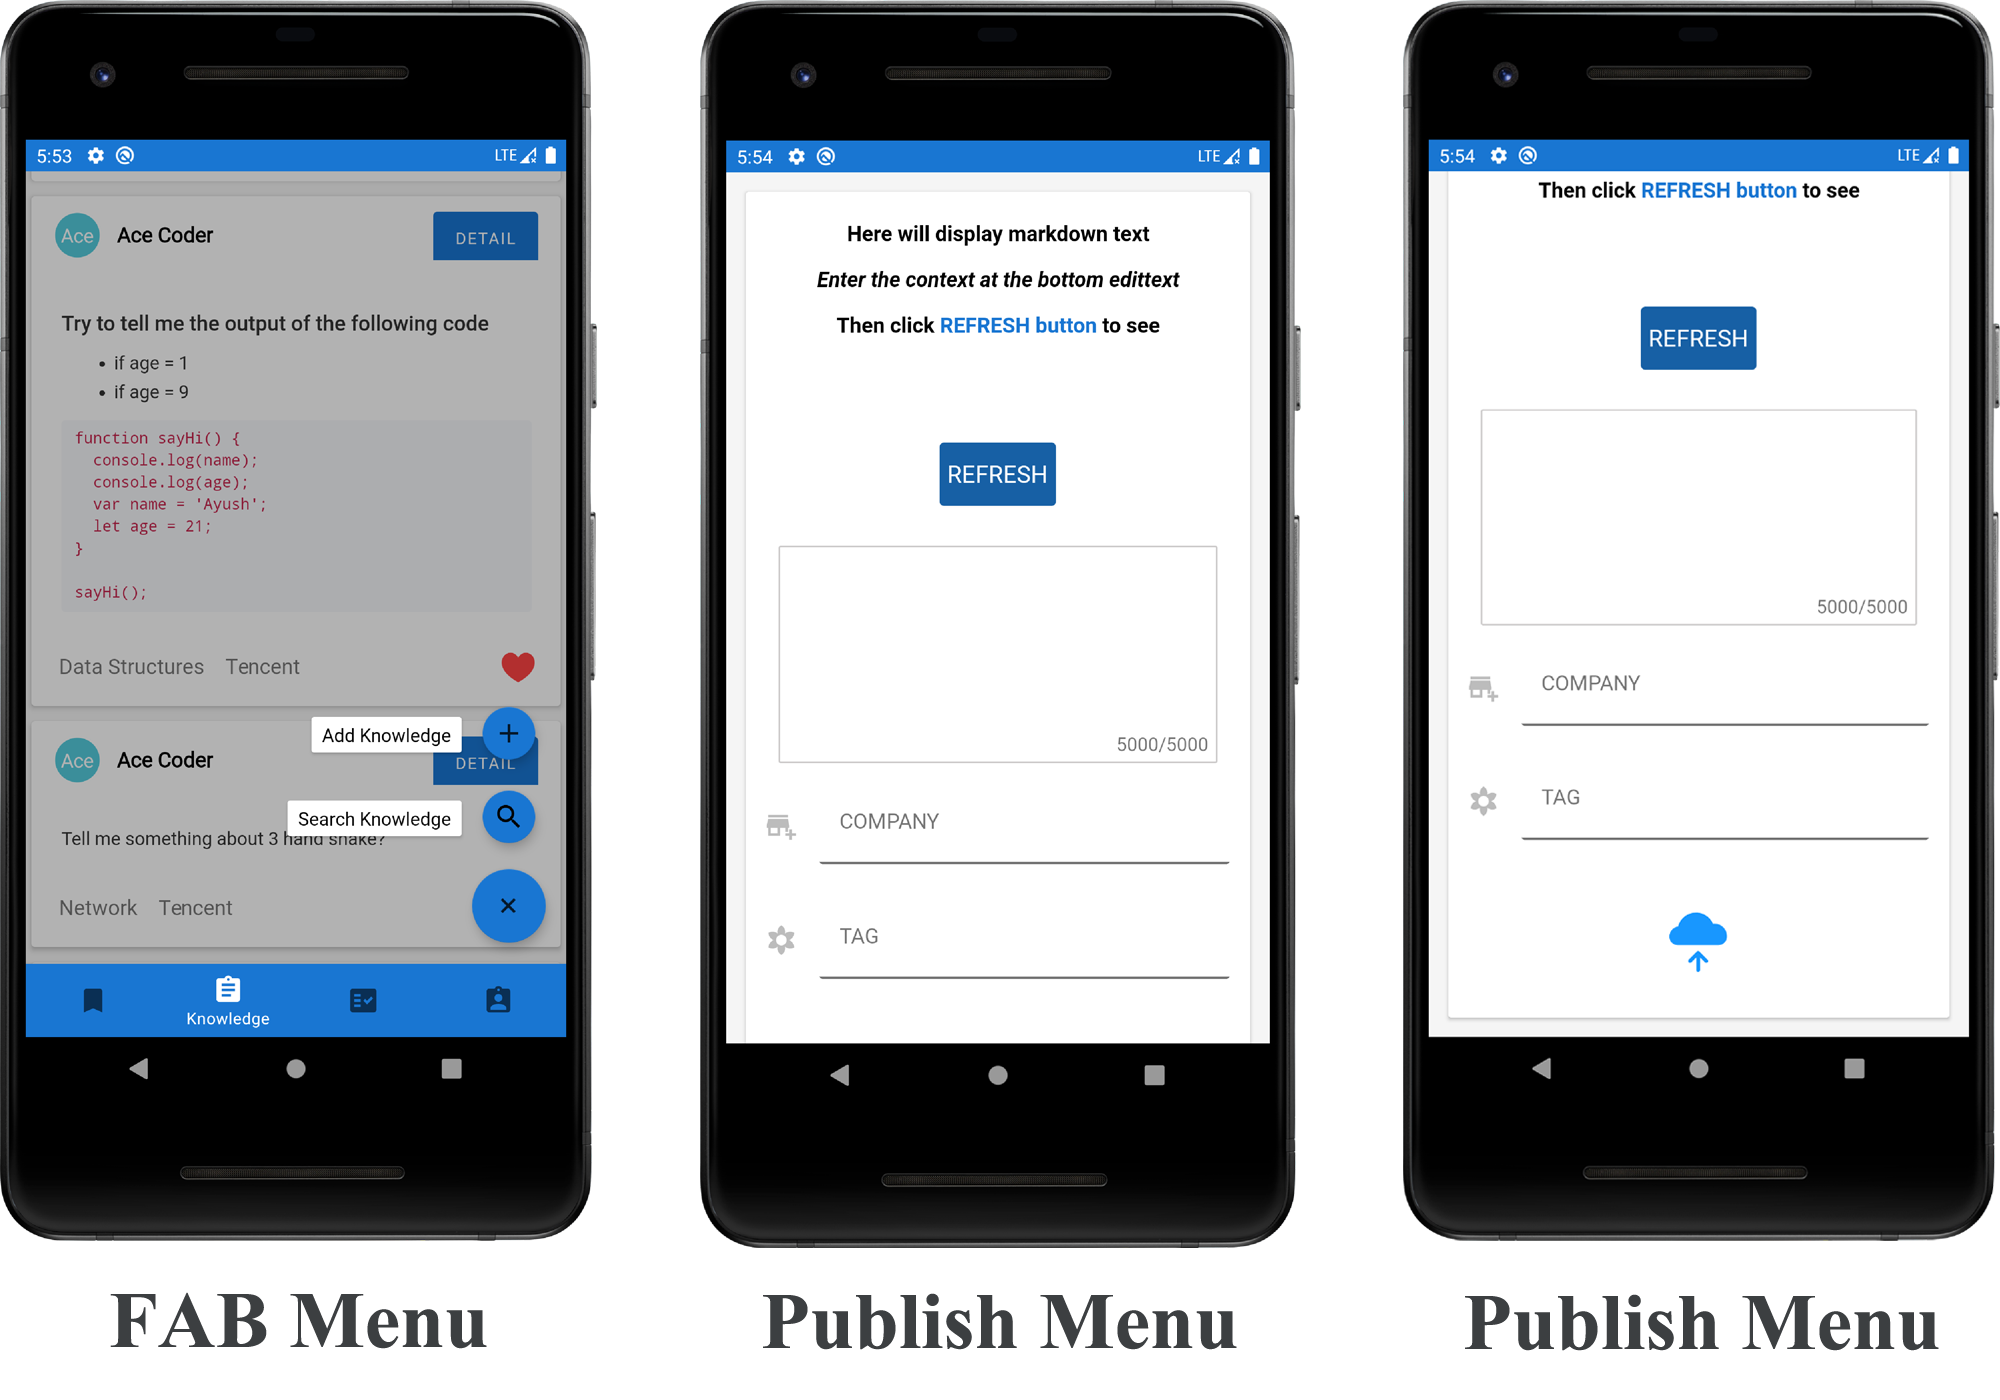 5:53
LTE
Ace
Ace Coder
DETAIL
Try to tell me the output of the following code
• if age = 1
• if age = 9
function sayHi() {
  console.log(name);
  console.log(age);
  var name = 'Ayush';
  let age = 21;
}
sayHi();
Data Structures Tencent
Add Knowledge
Ace
Ace Coder
DETAIL
Search Knowledge
Tell me something about 3 hand shake?
Network Tencent
Knowledge
FAB Menu
5:54
LTE
Here will display markdown text
Enter the context at the bottom edittext
Then click REFRESH button to see
REFRESH
5000/5000
COMPANY
TAG
Publish Menu
5:54
LTE
Then click REFRESH button to see
REFRESH
5000/5000
COMPANY
TAG
Publish Menu